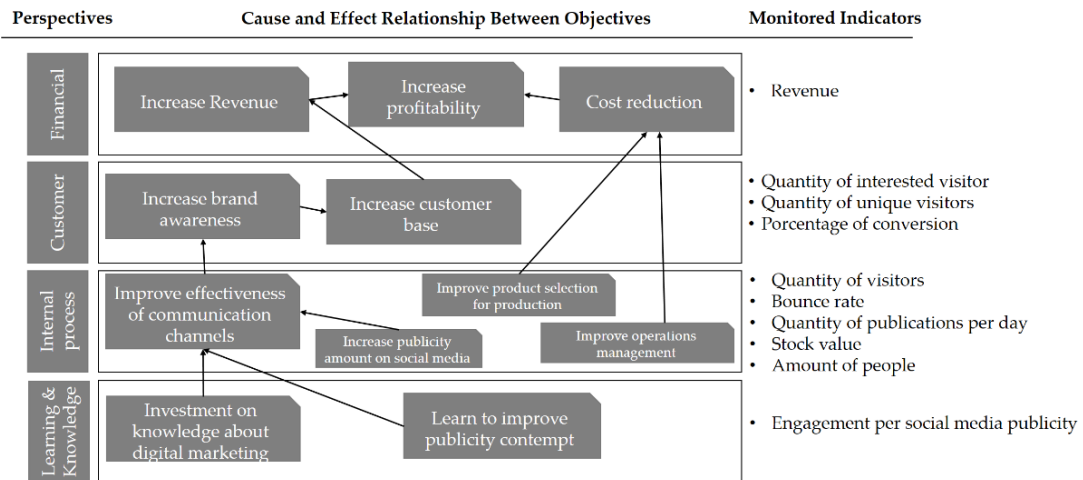 Perspectives
Cause and Effect Relationship Between Objectives
Monitored Indicators
Financial
Increase Revenue
Increase
profitability
Cost reduction
• Revenue
Customer
Increase brand
awareness
Increase customer
base
• Quantity of interested visitor
• Quantity of unique visitors
• Porcentage of conversion
Internal
process
Improve effectiveness
of communication
channels
Increase publicity
amount on social media
Improve product selection
for production
Improve operations
management
• Quantity of visitors
• Bounce rate
• Quantity of publications per day
• Stock value
• Amount of people
Learning &
Knowledge
Investment on
knowledge about
digital marketing
Learn to improve
publicity contempt
• Engagement per social media publicity